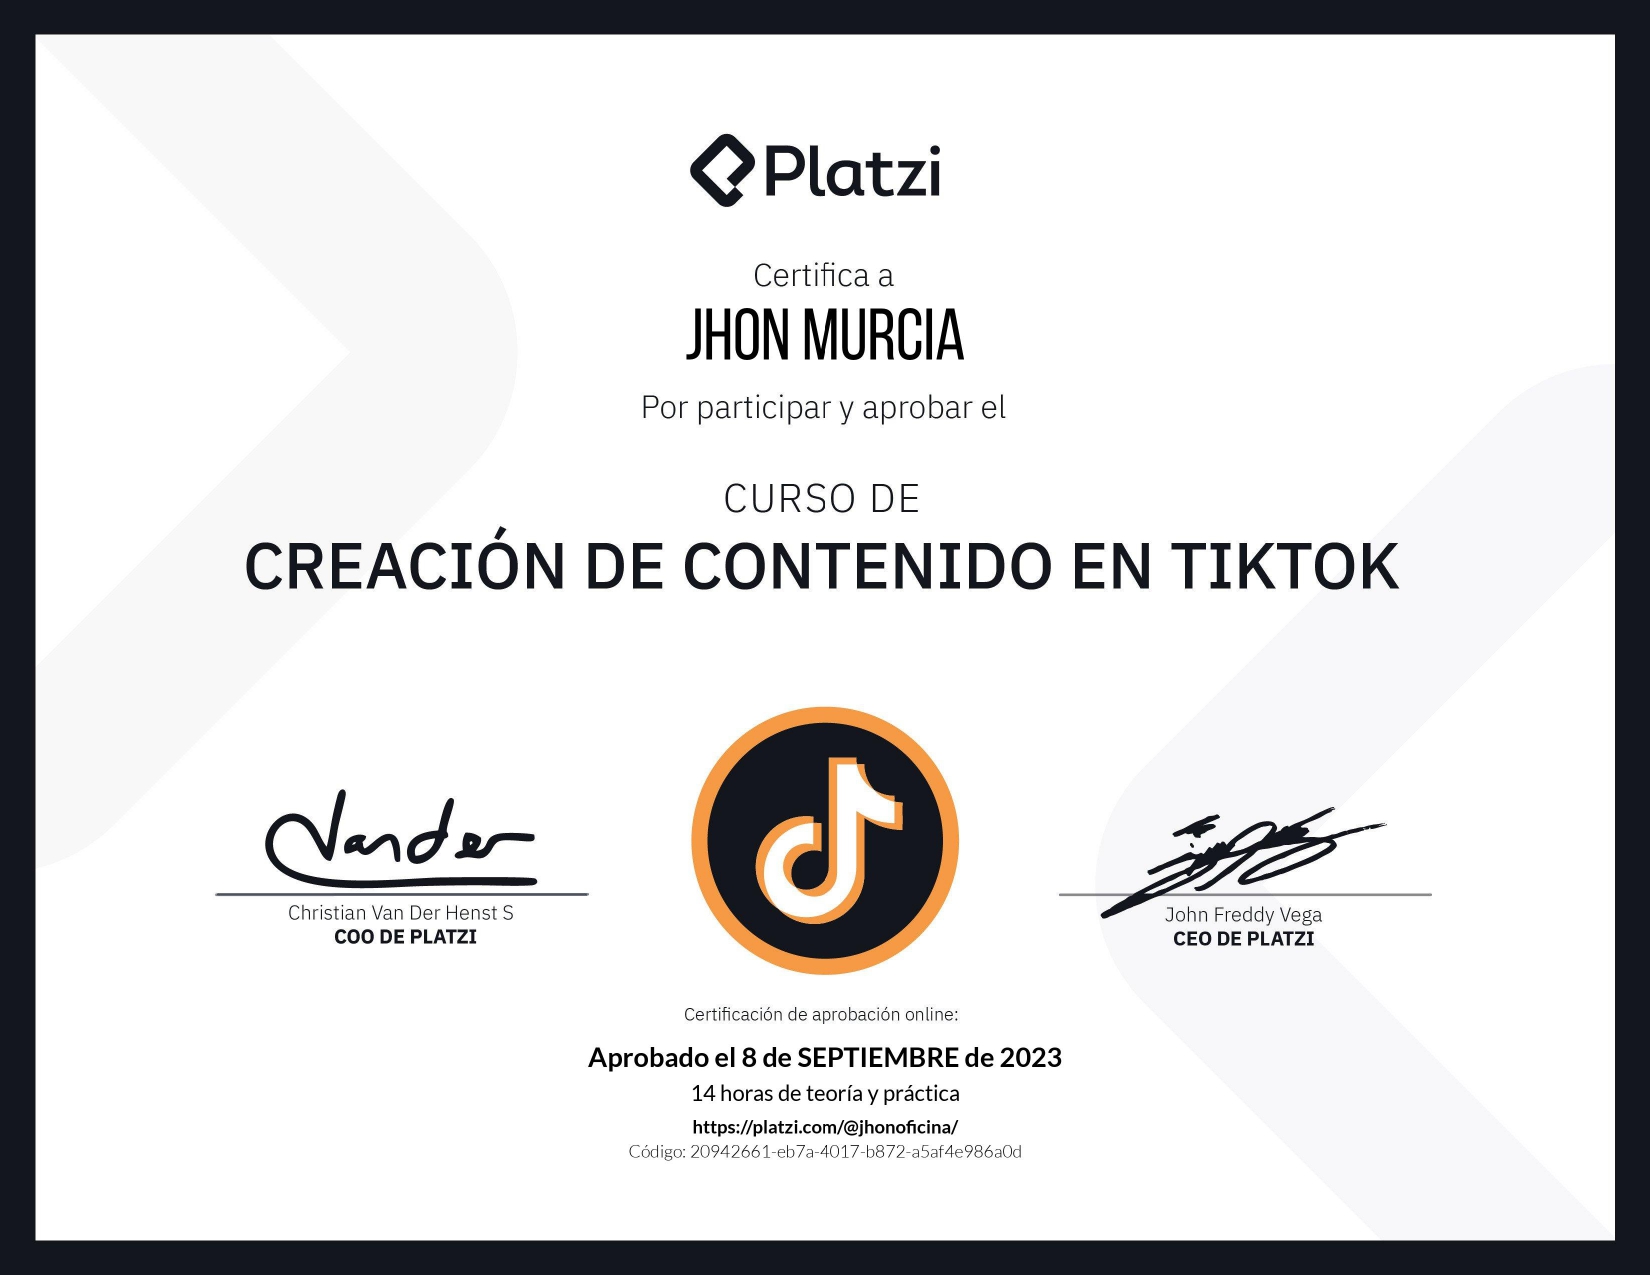 Platzi
Certifica a
JHON MURCIA
Por participar y aprobar el
CURSO DE
CREACIÓN DE CONTENIDO EN TIKTOK
Vander
Christian Van Der Henst S
COO DE PLATZI
John Freddy Vega
CEO DE PLATZI
Certificación de aprobación online:
Aprobado el 8 de SEPTIEMBRE de 2023
14 horas de teoría y práctica
https://platzi.com/@jhonoficina/
Código: 20942661-eb7a-4017-b872-a5af4e986a0d